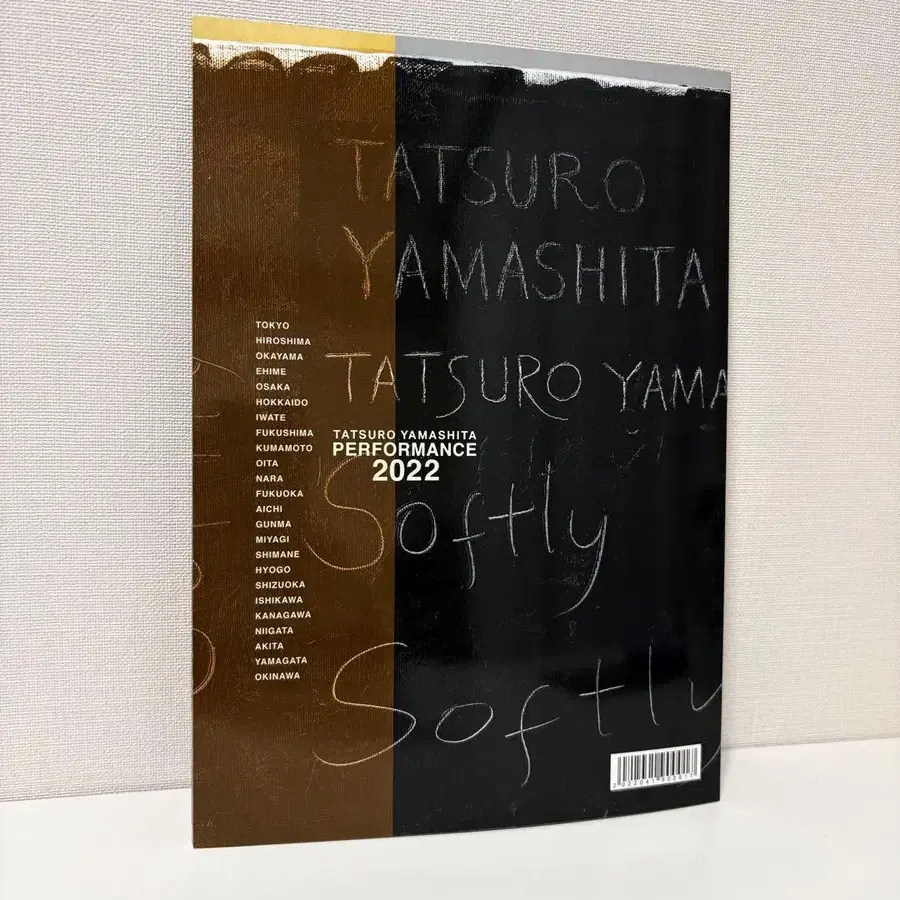 TATSURO
YAMASHITA
TATSURO YAMA
TOKYO
HIROSHIMA
OKAYAMA
EHIME
OSAKA
HOKKAIDO
IWATE
FUKUSHIMA
KUMAMOTO
OITA
NARA
FUKUOKA
AICHI
GUNMA
MIYAGI
SHIMANE
HYOGO
SHIZUOKA
ISHIKAWA
KANAGAWA
NIIGATA
AKITA
YAMAGATA
OKINAWA
TATSURO YAMASHITA
PERFORMANCE
2022
Softly
Softly